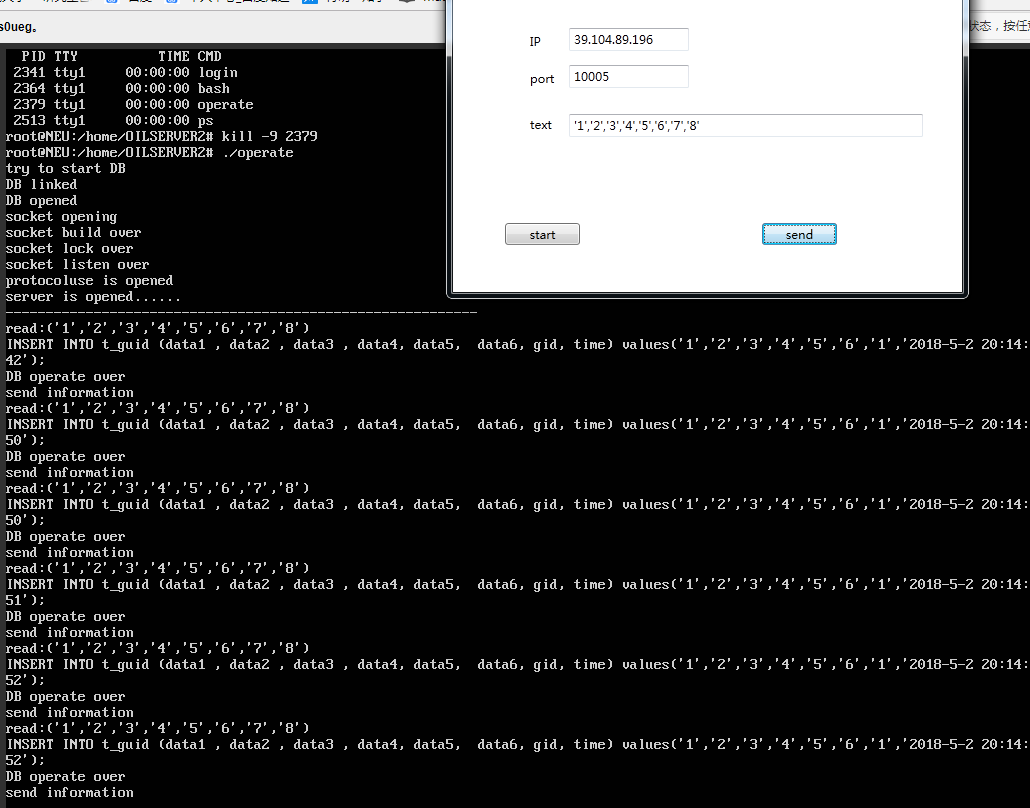 s0ueg。
状态，按任
IP
39.104.89.196
port
10005
text
'1','2','3','4','5','6','7','8'
start
send
PID TTY TIME CMD
2341 tty1 00:00:00 login
2364 tty1 00:00:00 bash
2379 tty1 00:00:00 operate
2513 tty1 00:00:00 ps
root@NEU:/home/OILSERVER2# kill -9 2379
root@NEU:/home/OILSERVER2# ./operate
try to start DB
DB linked
DB opened
socket opening
socket build over
socket lock over
socket listen over
protocoluse is opened
server is opened......
-----------------------------------------------------------
read:('1','2','3','4','5','6','7','8')
INSERT INTO t_guid (data1 , data2 , data3 , data4, data5,  data6, gid, time) values('1','2','3','4','5','6','1','2018-5-2 20:14:
42');
DB operate over
send information
read:('1','2','3','4','5','6','7','8')
INSERT INTO t_guid (data1 , data2 , data3 , data4, data5,  data6, gid, time) values('1','2','3','4','5','6','1','2018-5-2 20:14:
50');
DB operate over
send information
read:('1','2','3','4','5','6','7','8')
INSERT INTO t_guid (data1 , data2 , data3 , data4, data5,  data6, gid, time) values('1','2','3','4','5','6','1','2018-5-2 20:14:
50');
DB operate over
send information
read:('1','2','3','4','5','6','7','8')
INSERT INTO t_guid (data1 , data2 , data3 , data4, data5,  data6, gid, time) values('1','2','3','4','5','6','1','2018-5-2 20:14:
51');
DB operate over
send information
read:('1','2','3','4','5','6','7','8')
INSERT INTO t_guid (data1 , data2 , data3 , data4, data5,  data6, gid, time) values('1','2','3','4','5','6','1','2018-5-2 20:14:
52');
DB operate over
send information
read:('1','2','3','4','5','6','7','8')
INSERT INTO t_guid (data1 , data2 , data3 , data4, data5,  data6, gid, time) values('1','2','3','4','5','6','1','2018-5-2 20:14:
52');
DB operate over
send information